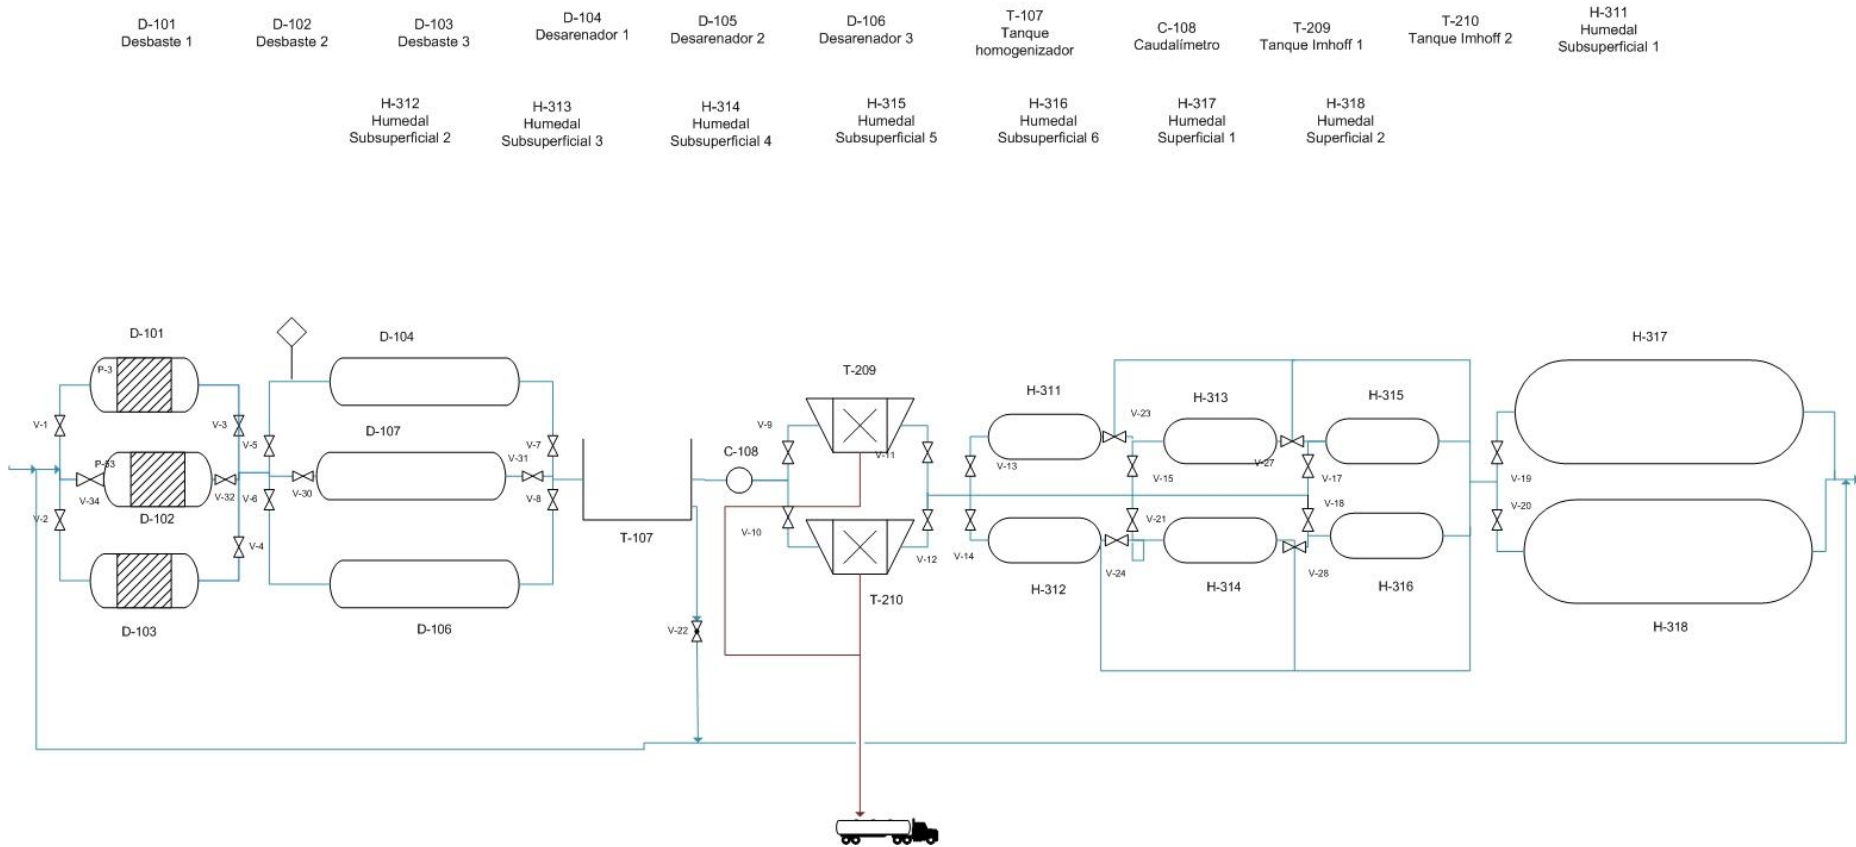 D-101
Desbaste 1
D-102
Desbaste 2
D-103
Desbaste 3
D-104
Desarenador 1
D-105
Desarenador 2
D-106
Desarenador 3
T-107
Tanque
homogenizador
C-108
Caudalímetro
T-209
Tanque Imhoff 1
T-210
Tanque Imhoff 2
H-311
Humedal
Subsuperficial 1
H-312
Humedal
Subsuperficial 2
H-313
Humedal
Subsuperficial 3
H-314
Humedal
Subsuperficial 4
H-315
Humedal
Subsuperficial 5
H-316
Humedal
Subsuperficial 6
H-317
Humedal
Superficial 1
H-318
Humedal
Superficial 2
D-101
P-3
V-1
V-3
P-33
V-34
V-32
V-2
D-102
V-4
D-103
D-104
V-5
D-107
V-6
V-30
V-7
V-31
V-8
D-106
T-107
V-22
C-108
T-209
V-9
V-11
V-10
V-12
T-210
H-311
V-23
H-313
H-315
V-13
V-15
V-27
V-17
V-21
V-18
V-14
V-24
V-28
H-312
H-314
H-316
H-317
V-19
V-20
H-318